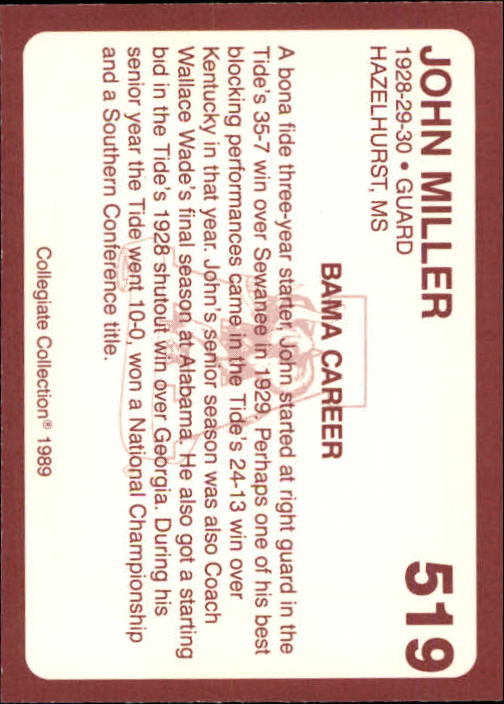 JOHN MILLER 519
1928-29-30 • GUARD
HAZELHURST, MS
BAMA CAREER
A bona fide three-year starter, John started at right guard in the
Tide's 35-7 win over Sewanee in 1929. Perhaps one of his best
blocking performances came in the Tide's 24-13 win over
Kentucky in that year. John's senior season was also Coach
Wallace Wade's final season at Alabama. He also got a starting
bid in the Tide's 1928 shutout win over Georgia. During his
senior year the Tide went 10-0, won a National Championship
and a Southern Conference title.
Collegiate Collection® 1989